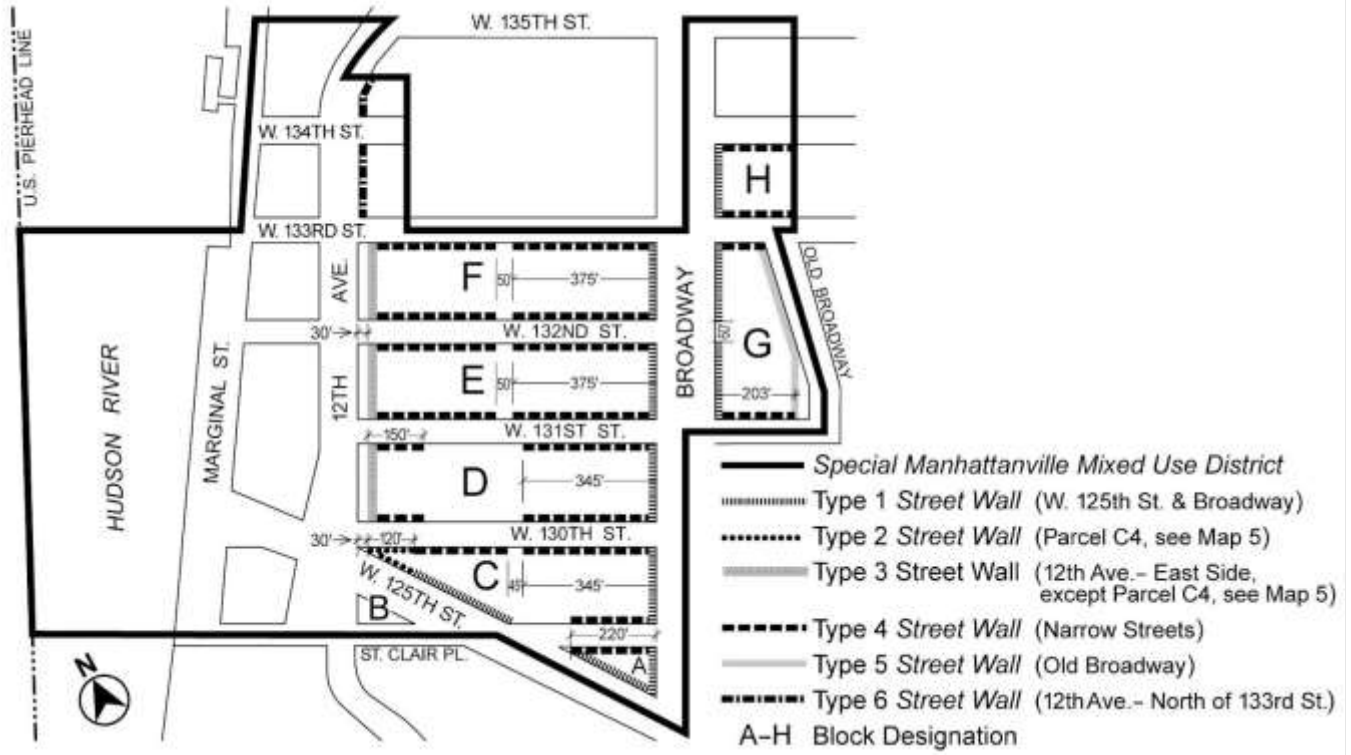 W. 135TH ST.
U.S. PIERHEAD LINE
W. 134TH ST.
H
W. 133RD ST.
AVE.
F
50'
375'
BROADWAY
OLD BROADWAY
30'
W. 132ND ST.
50'
G
HUDSON RIVER
MARGINAL ST.
12TH
E
50'
375'
203'
150'
W. 131ST ST.
D
345'
30'
120'
W. 130TH ST.
C
45'
345'
W. 125TH ST.
B
220'
ST. CLAIR PL.
A
N
Special Manhattanville Mixed Use District
Type 1 Street Wall (W. 125th St. & Broadway)
Type 2 Street Wall (Parcel C4, see Map 5)
Type 3 Street Wall (12th Ave.– East Side,
except Parcel C4, see Map 5)
Type 4 Street Wall (Narrow Streets)
Type 5 Street Wall (Old Broadway)
Type 6 Street Wall (12th Ave.– North of 133rd St.)
A–H Block Designation